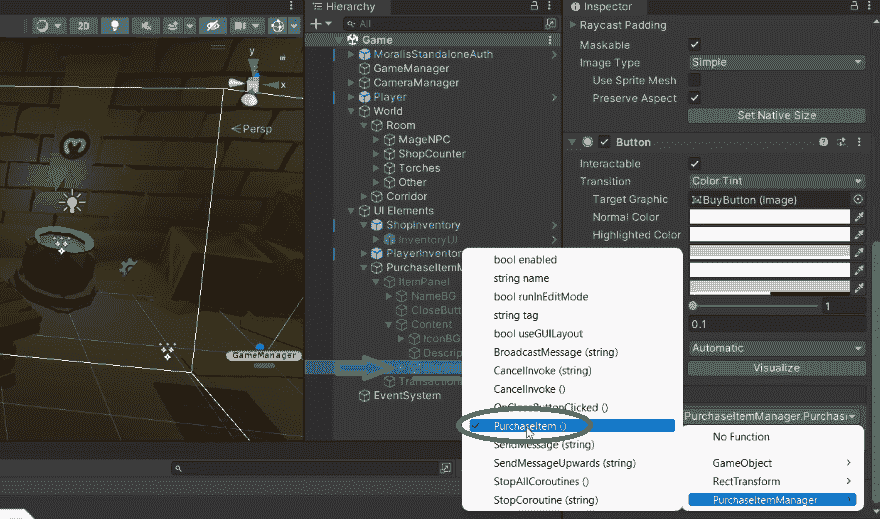 Hierarchy
Inspector
2D
All
Game
MoralisStandaloneAuth
GameManager
CameraManager
Player
World
Room
MageNPC
ShopCounter
Torches
Other
Corridor
UI Elements
ShopInventory
InventoryUI
PlayerInvento
PurchaseItemM
ItemPanel
NameBG
CloseButt
Content
IconBG
Descrip
Transaction
EventSystem
y
x
Persp
GameManager
Raycast Padding
Maskable
Image Type
Simple
Use Sprite Mesh
Preserve Aspect
Set Native Size
Button
Interactable
Transition
Color Tint
Target Graphic
BuyButton (Image)
Normal Color
Highlighted Color
1
0.1
Automatic
Visualize
PurchaseItemManager.Purchas
bool enabled
string name
bool runInEditMode
string tag
bool useGUILayout
BroadcastMessage (string)
CancelInvoke (string)
CancelInvoke ()
OnCloseButtonClicked ()
PurchaseItem ()
SendMessage (string)
SendMessageUpwards (string)
StopAllCoroutines ()
StopCoroutine (string)
No Function
GameObject
RectTransform
PurchaseItemManager